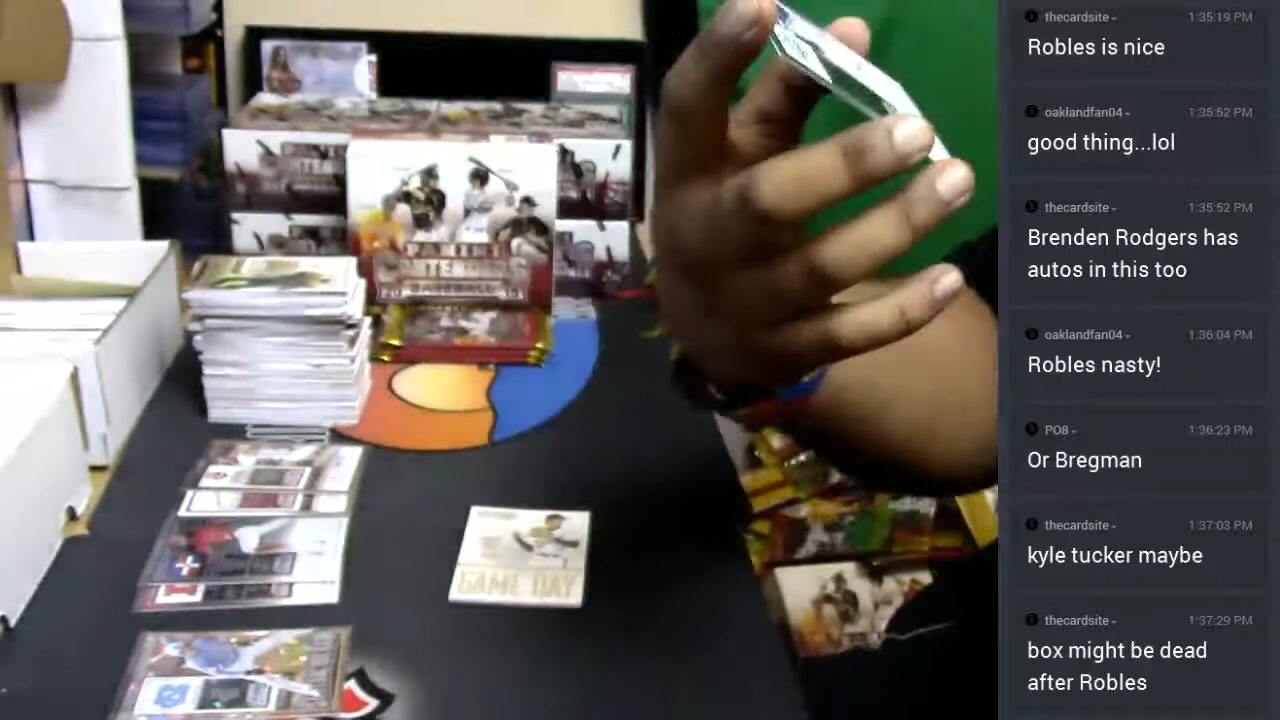 PANINI
BASEBALL
GAME DAY
thecardsite 1:35:19 PM
Robles is nice
oaklandfan04 1:35:52 PM
good thing...lol
thecardsite 1:35:52 PM
Brenden Rodgers has
autos in this too
oaklandfan04 1:36:04 PM
Robles nasty!
PO8 1:36:23 PM
Or Bregman
thecardsite 1:37:03 PM
kyle tucker maybe
thecardsite 1:37:29 PM
box might be dead
after Robles